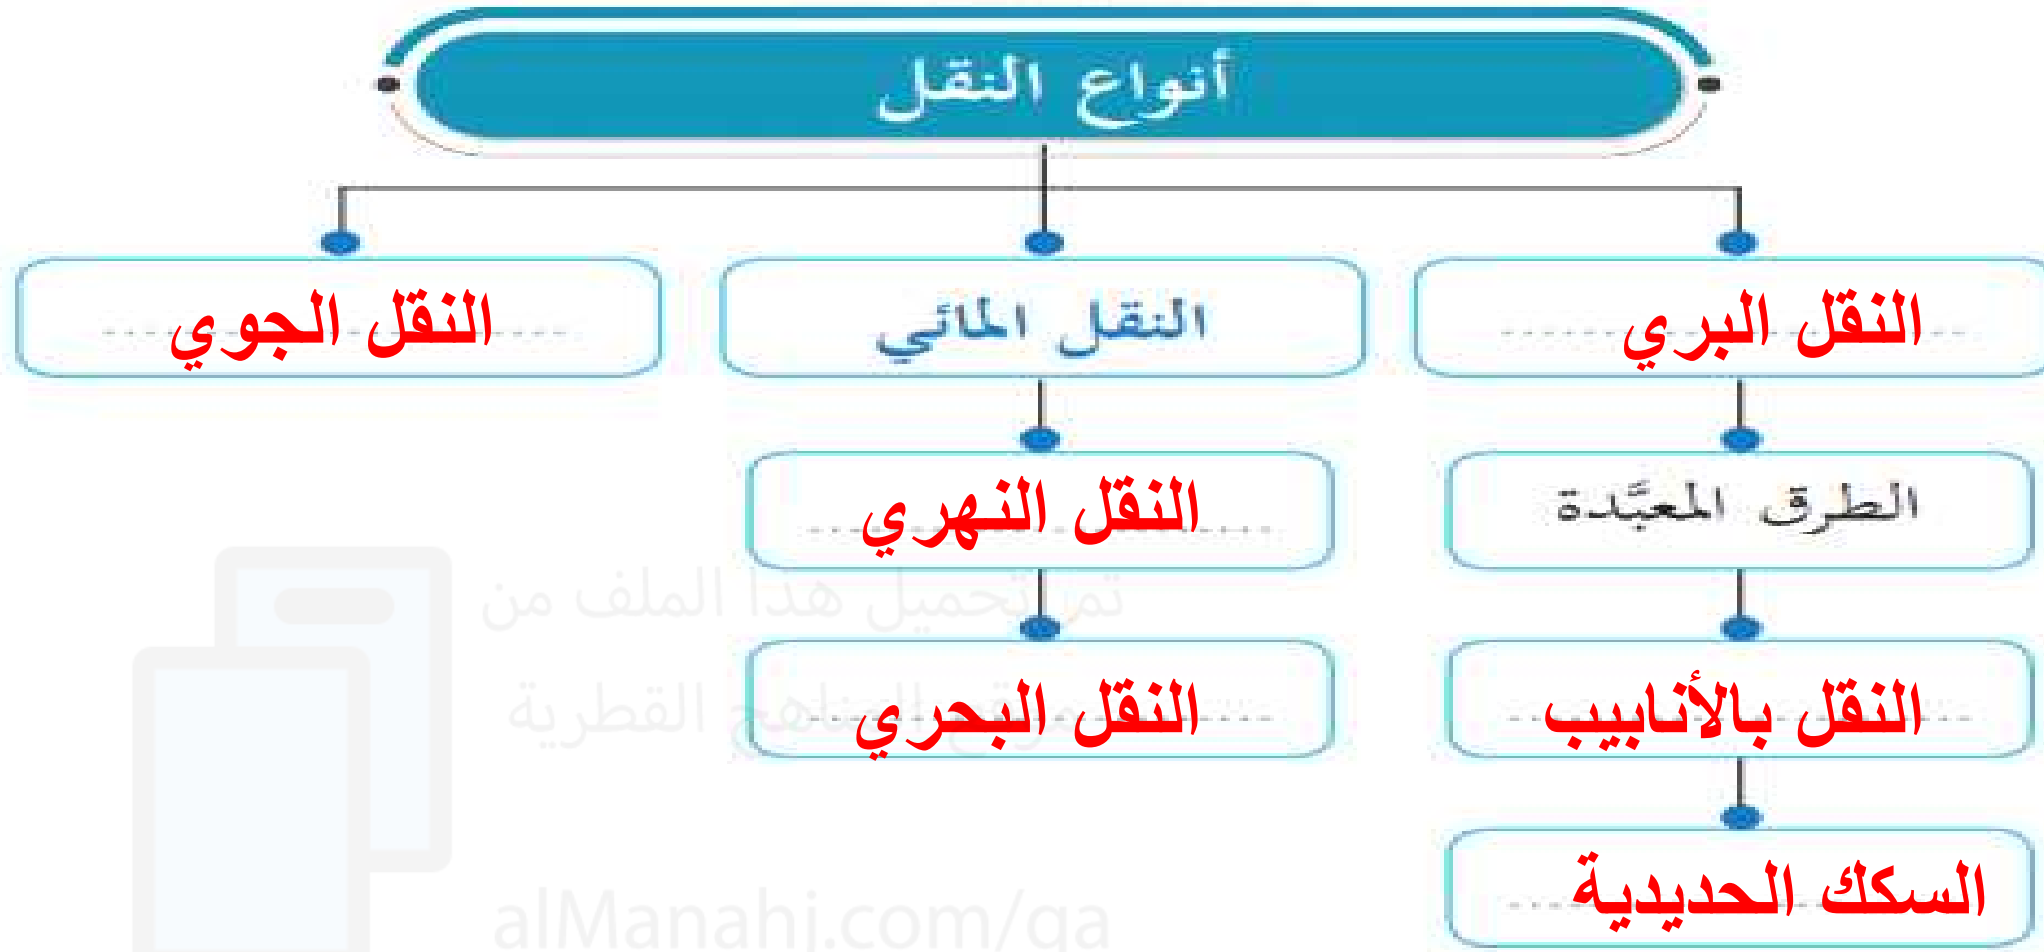 أنواع النقل
النقل البري
النقل المائي
النقل الجوي
الطرق المعبَّدة
النقل النهري
النقل بالأنابيب
النقل البحري
السكك الحديدية
تم تحميل هذا الملف من
موقع المناهج القطرية
alManahj.com/qa